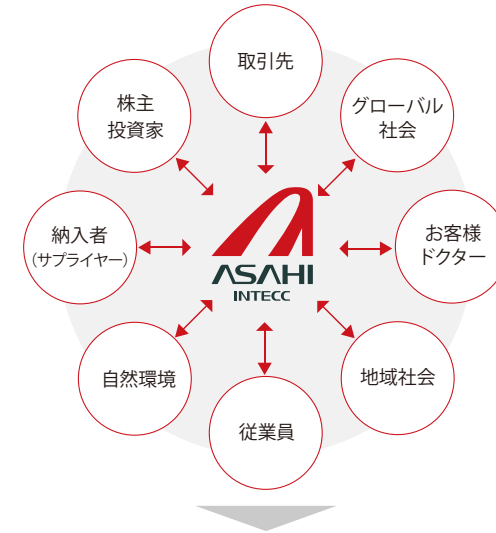 取引先
グローバル
社会
お客様
ドクター
地域社会
従業員
自然環境
納入者
(サプライヤー)
株主
投資家
ASAHI
INTECC